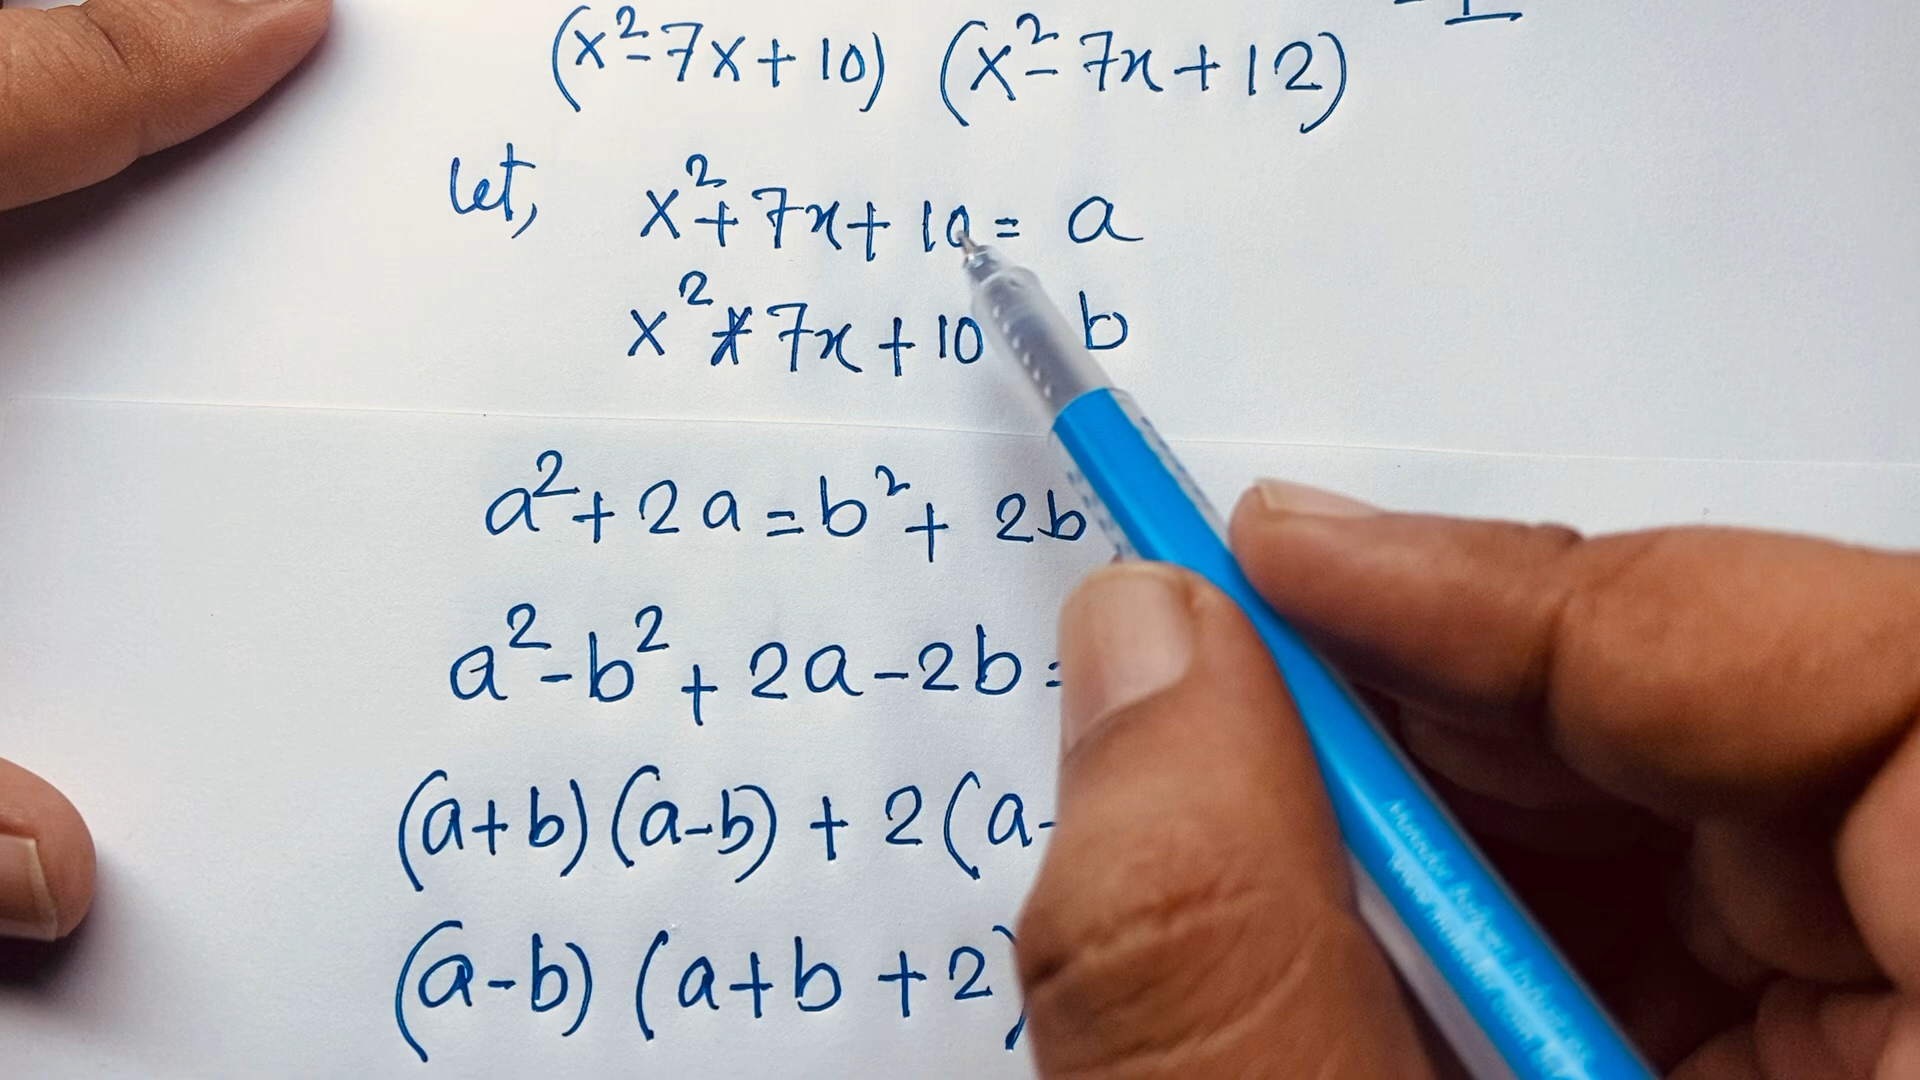 (x²-7x+10) (x²-7x+12)
let, x²+7x+10= a
x² 7x+10 b
a²+2a=b²+ 2b
a²-b²+2a-2b=
(a+b)(a-b)+2(a-
(a-b) (a+b+2)